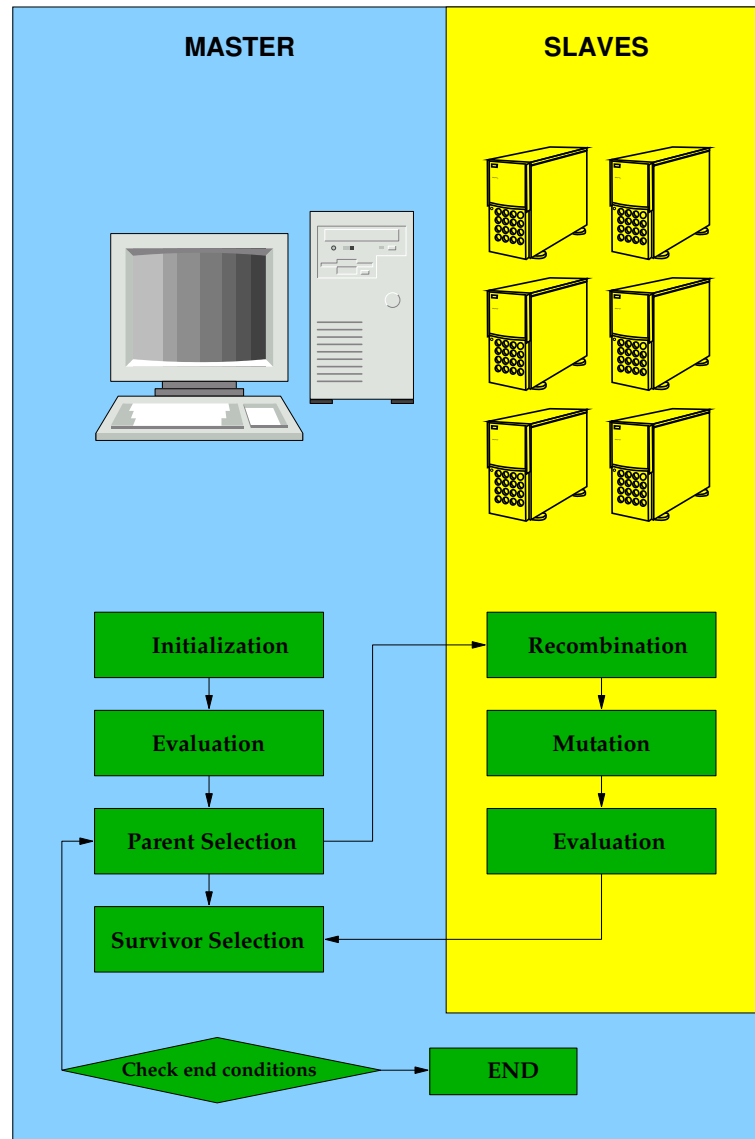 MASTER
SLAVES
Initialization
Evaluation
Parent Selection
Survivor Selection
Check end conditions
END
Recombination
Mutation
Evaluation